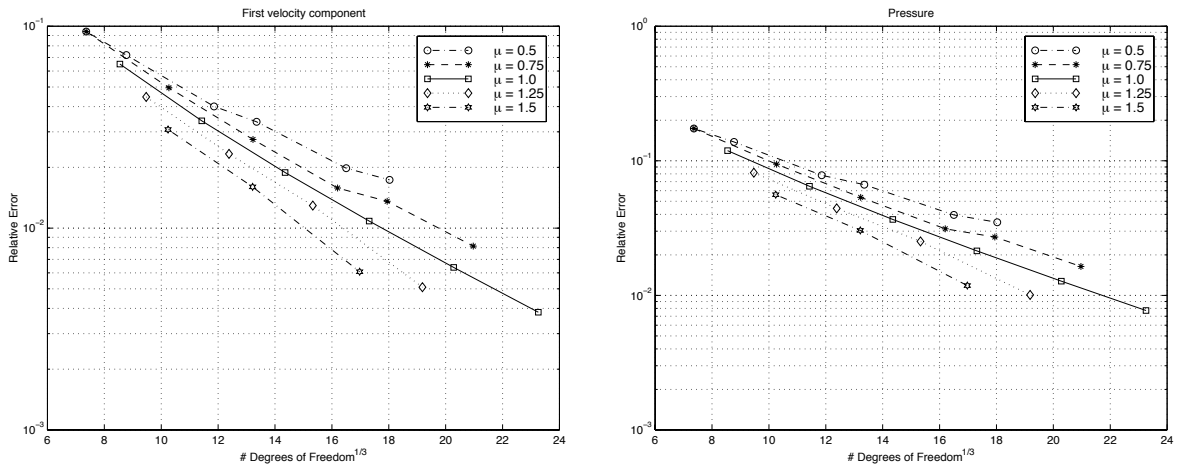 First velocity component
10^-1
10^-2
10^-3
Relative Error
6 8 10 12 14 16 18 20 22 24
# Degrees of Freedom^1/3
μ = 0.5
μ = 0.75
μ = 1.0
μ = 1.25
μ = 1.5
Pressure
10^0
10^-1
10^-2
10^-3
Relative Error
6 8 10 12 14 16 18 20 22 24
# Degrees of Freedom^1/3
μ = 0.5
μ = 0.75
μ = 1.0
μ = 1.25
μ = 1.5